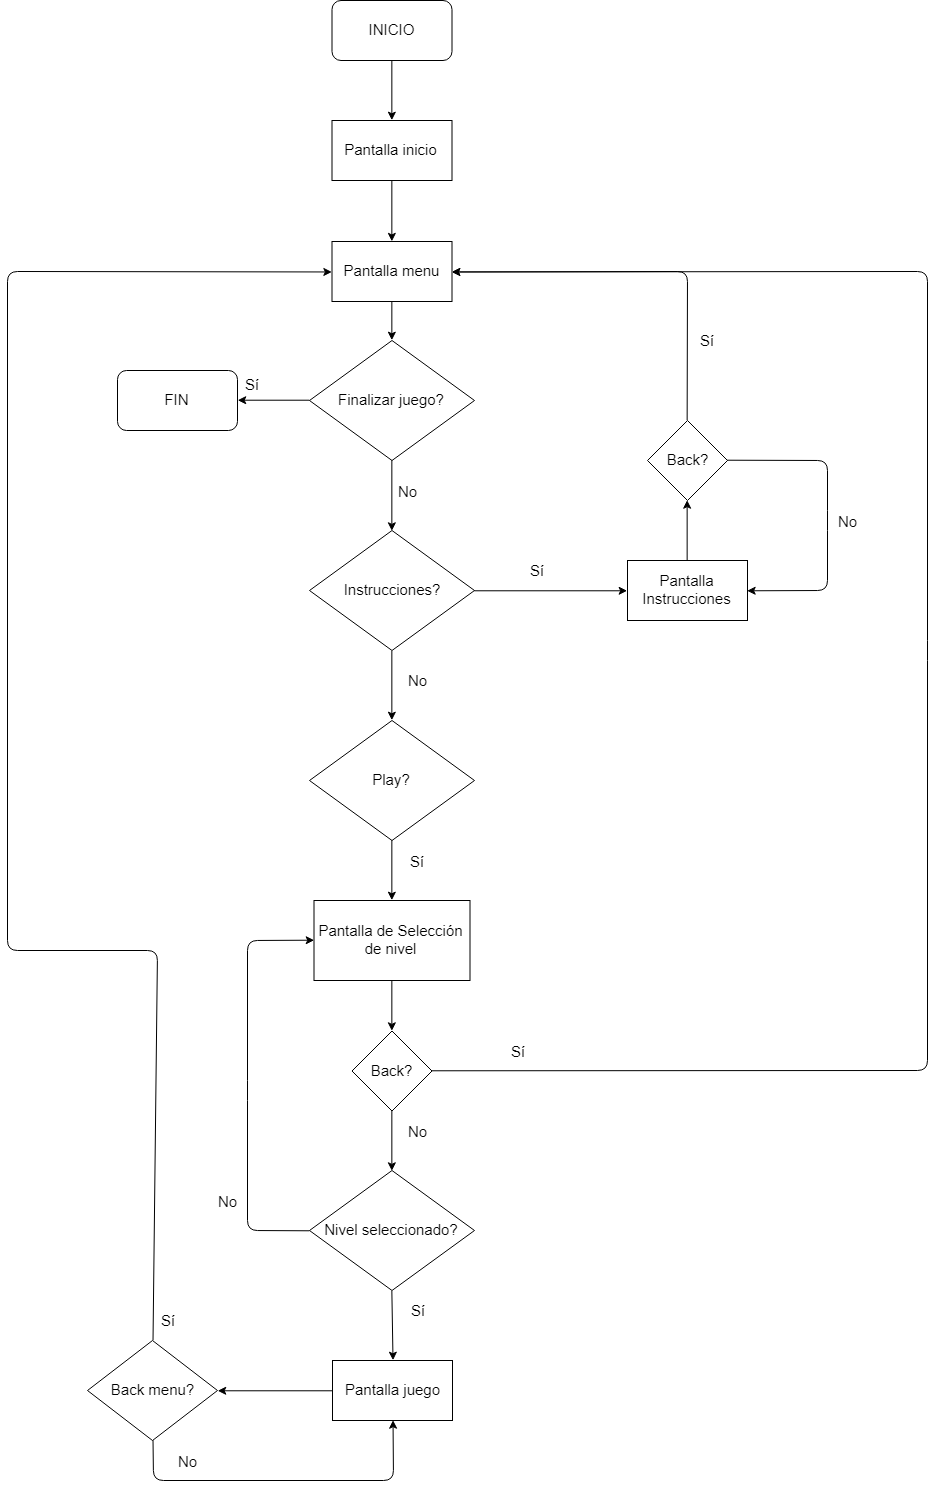 INICIO
Pantalla inicio
Pantalla menu
Finalizar juego?
Sí
FIN
No
Instrucciones?
Sí
Pantalla
Instrucciones
Back?
Sí
No
No
Play?
Sí
Pantalla de Selección
de nivel
Back?
Sí
No
Nivel seleccionado?
No
Sí
Pantalla juego
Back menu?
Sí
No